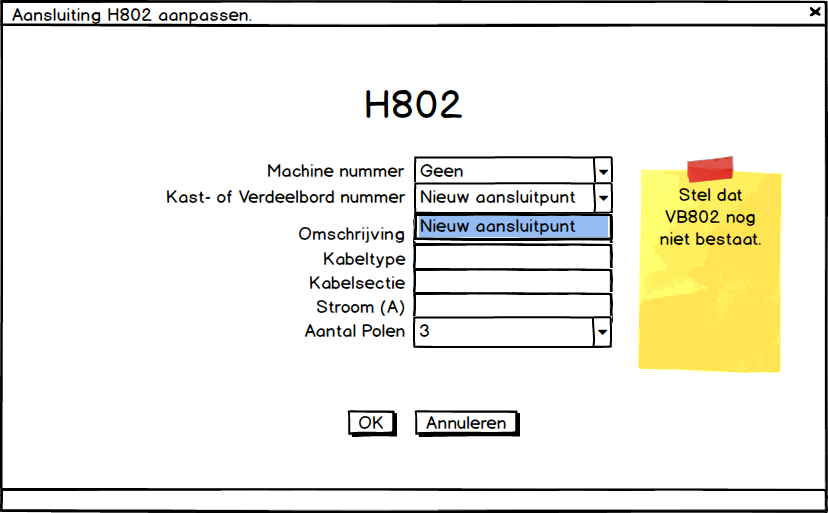 Aansluiting H802 aanpassen.
H802
Machine nummer Geen
Kast- of Verdeelbord nummer Nieuw aansluitpunt
Nieuw aansluitpunt
Omschrijving
Kabeltype
Kabelsectie
Stroom (A)
Aantal Polen 3
Stel dat
VB802 nog
niet bestaat.
OK Annuleren